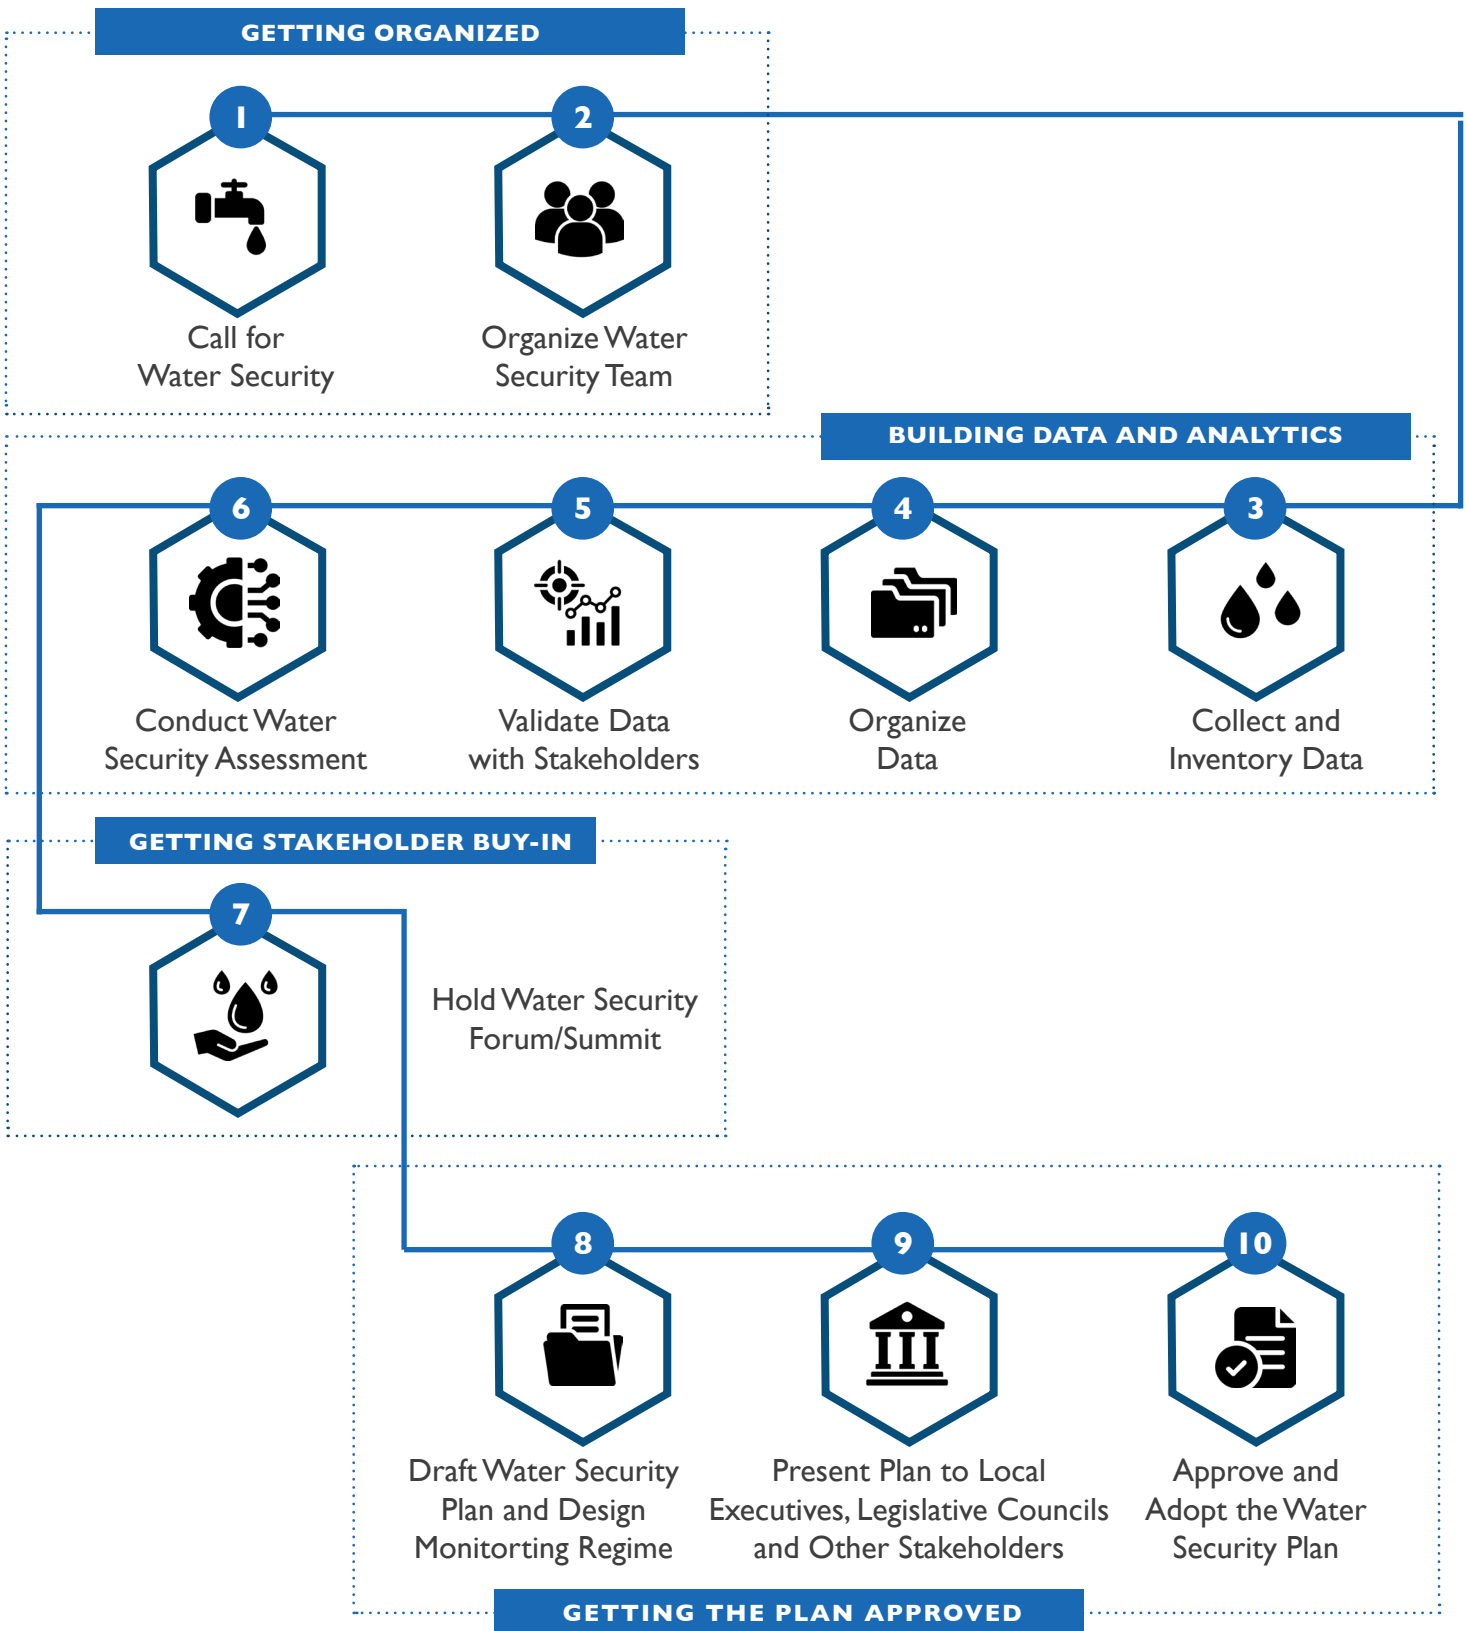 GETTING ORGANIZED
1
2
Call for
Water Security
Organize Water
Security Team
BUILDING DATA AND ANALYTICS
6
5
4
3
Conduct Water
Security Assessment
Validate Data
with Stakeholders
Organize
Data
Collect and
Inventory Data
GETTING STAKEHOLDER BUY-IN
7
Hold Water Security
Forum/Summit
8
9
10
Draft Water Security
Plan and Design
Monitorting Regime
Present Plan to Local
Executives, Legislative Councils
and Other Stakeholders
Approve and
Adopt the Water
Security Plan
GETTING THE PLAN APPROVED